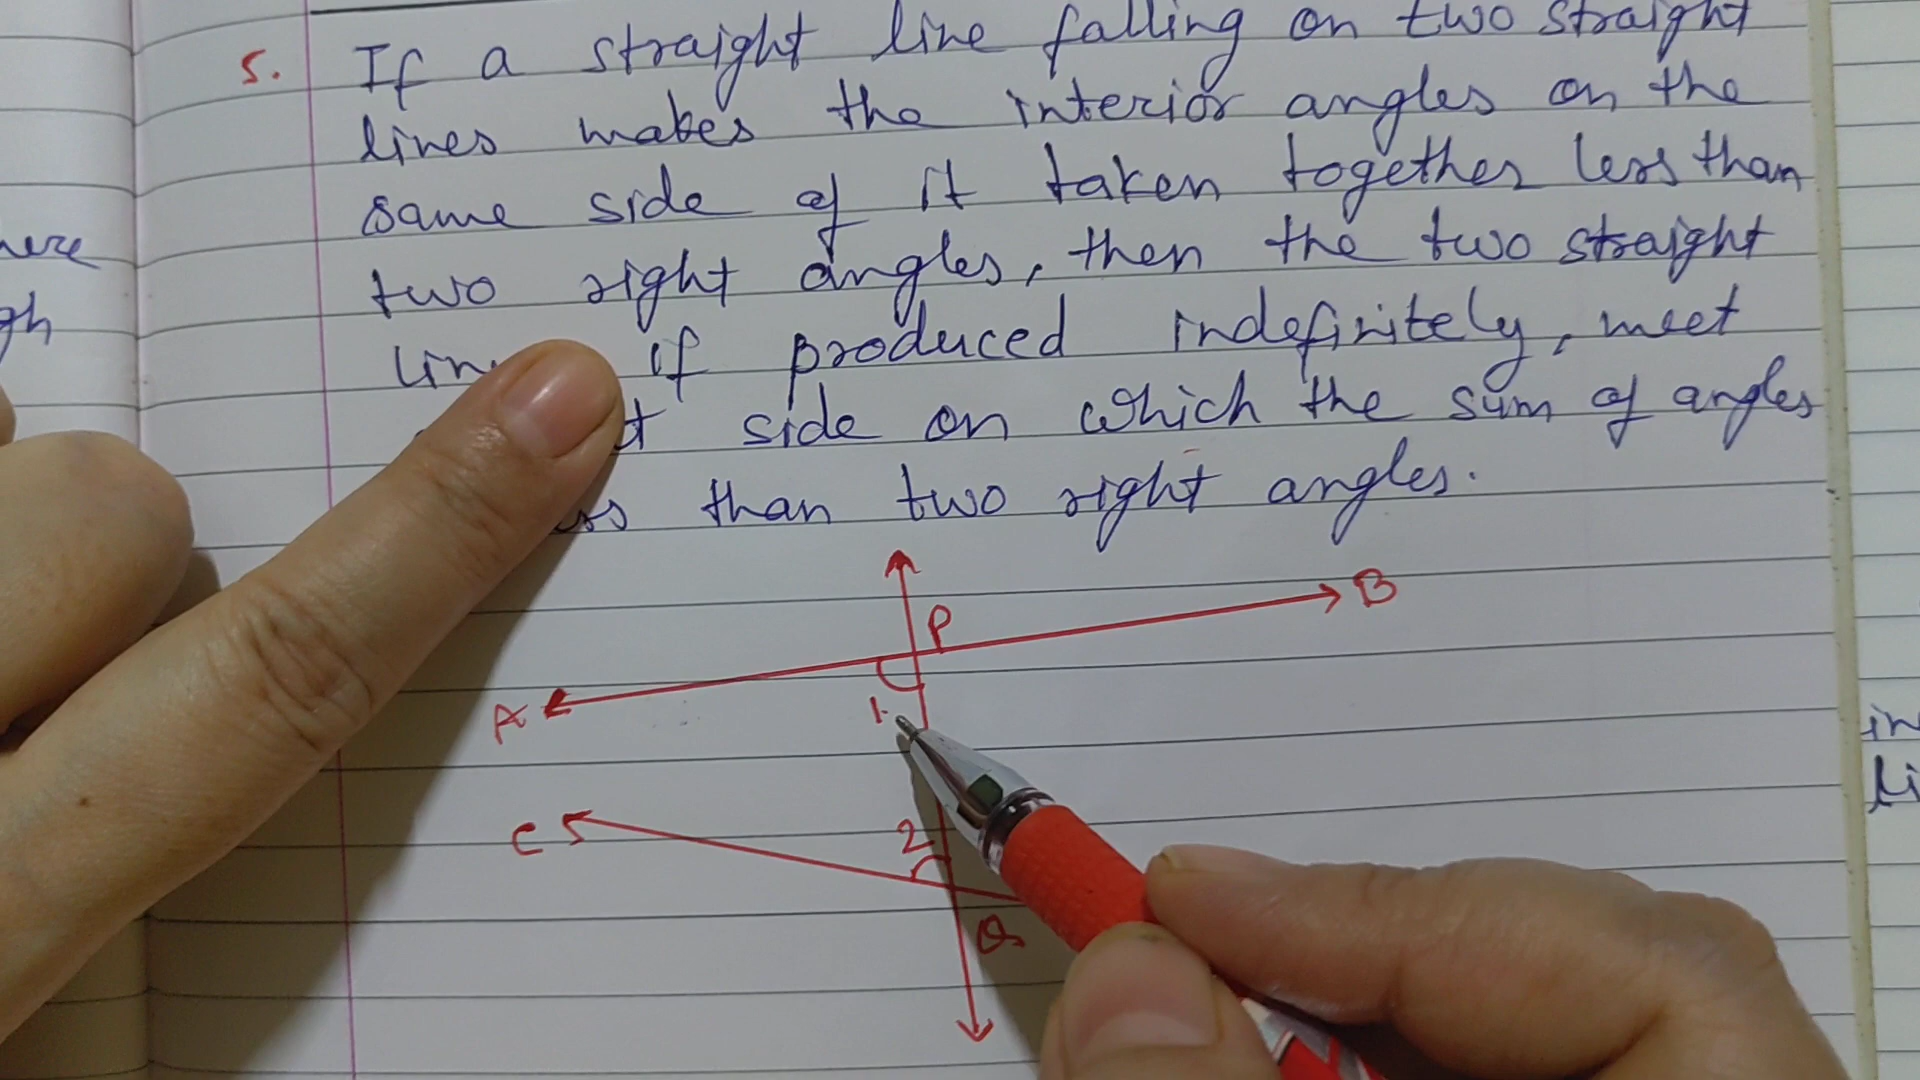 5. If a straight line falling on two straight
lines makes the interior angles on the
same side of it taken together less than
two right angles, then the two straight
if produced indefinitely, meet
side on which the sum of angles
than two right angles.
P
B
A
1
C
2
Q